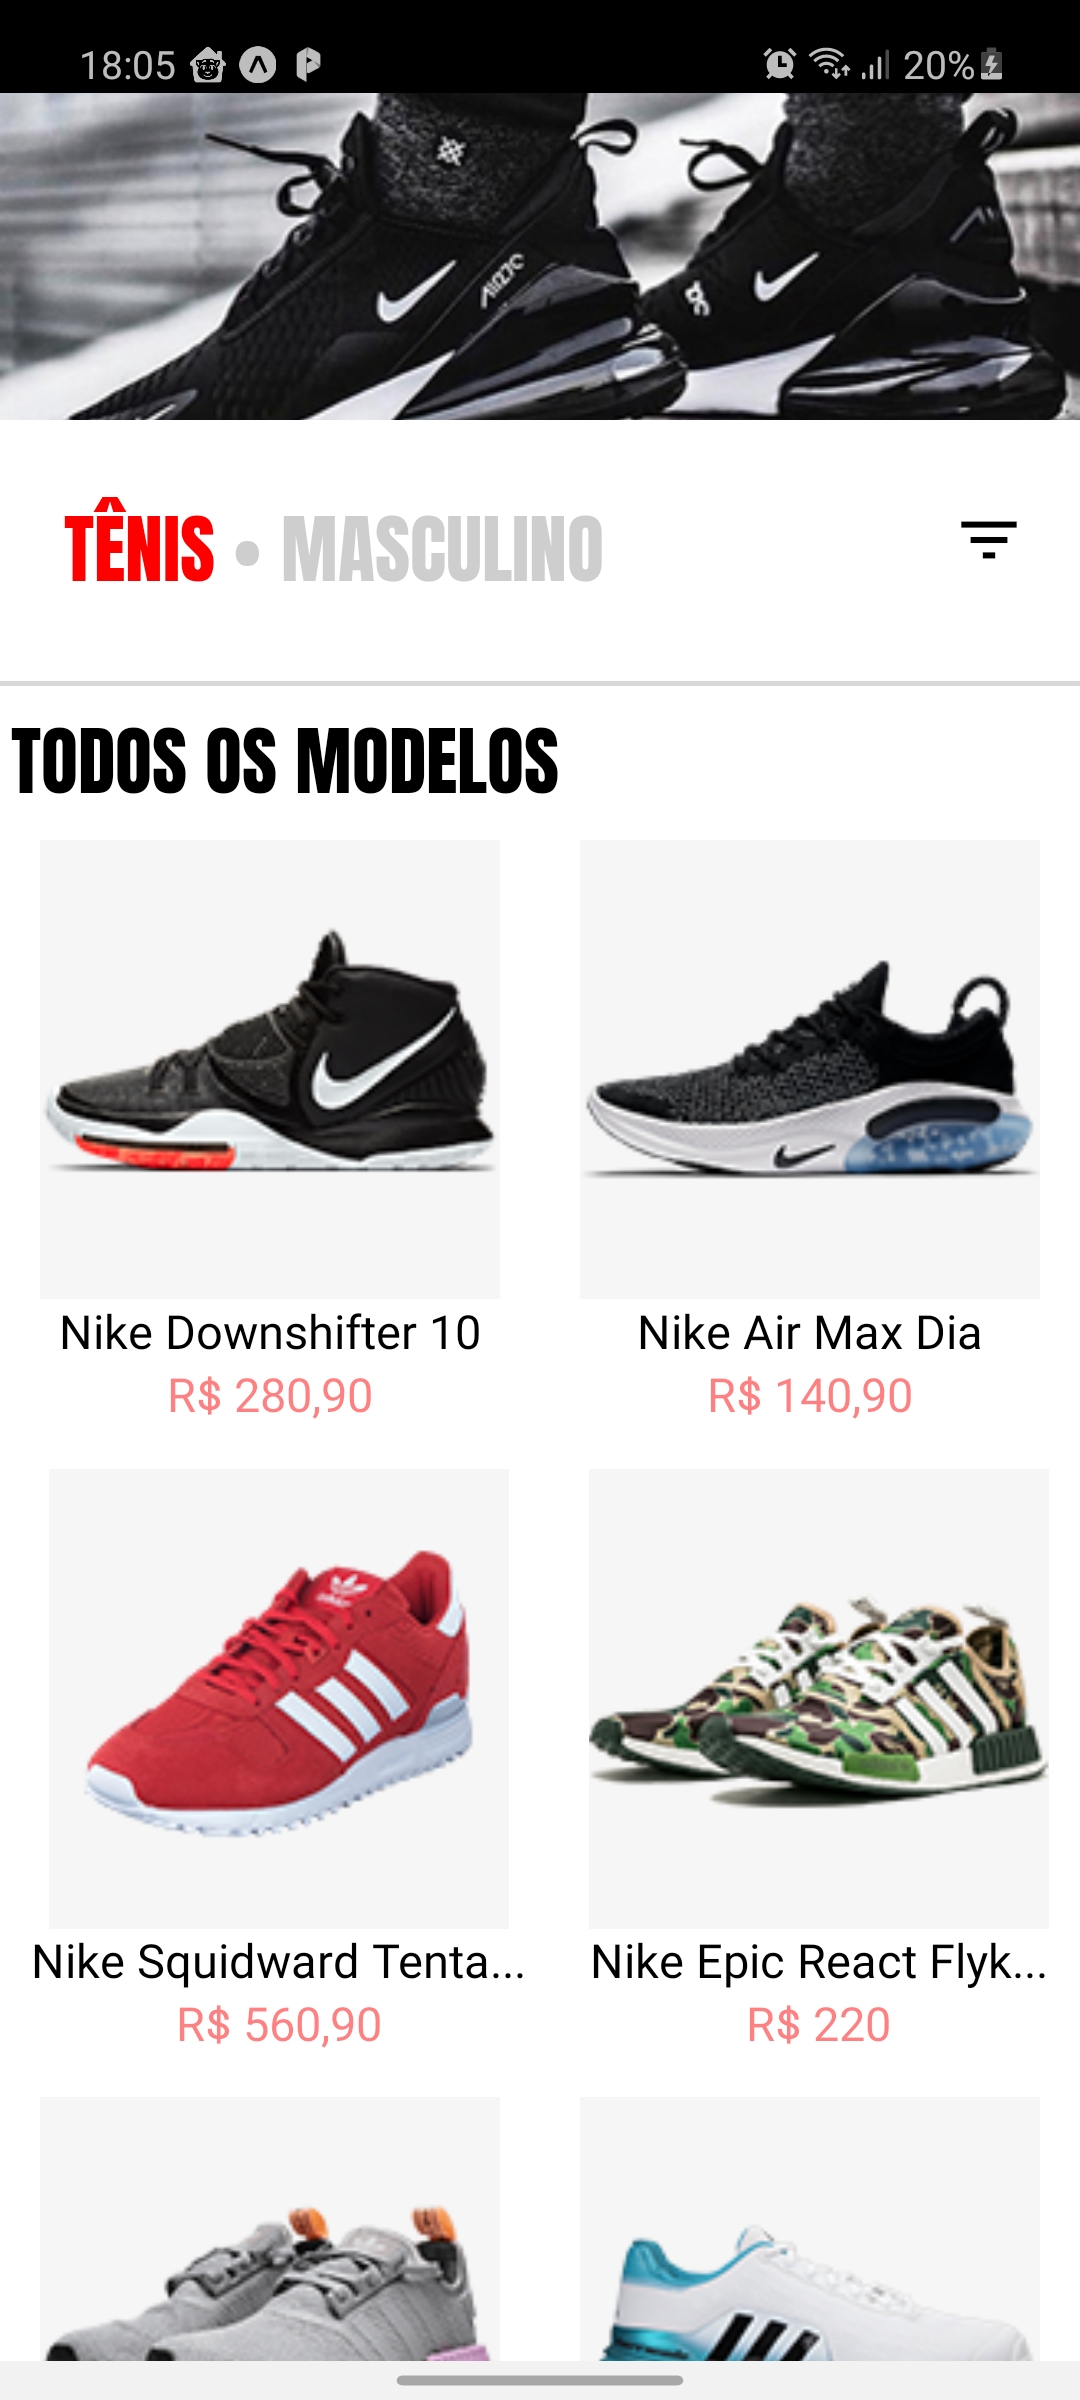 18:05
20%
AIR270
TÊNIS • MASCULINO
TODOS OS MODELOS
Nike Downshifter 10
Nike Air Max Dia
R$ 280,90
R$ 140,90
Nike Squidward Tenta...
Nike Epic React Flyk...
R$ 560,90
R$ 220